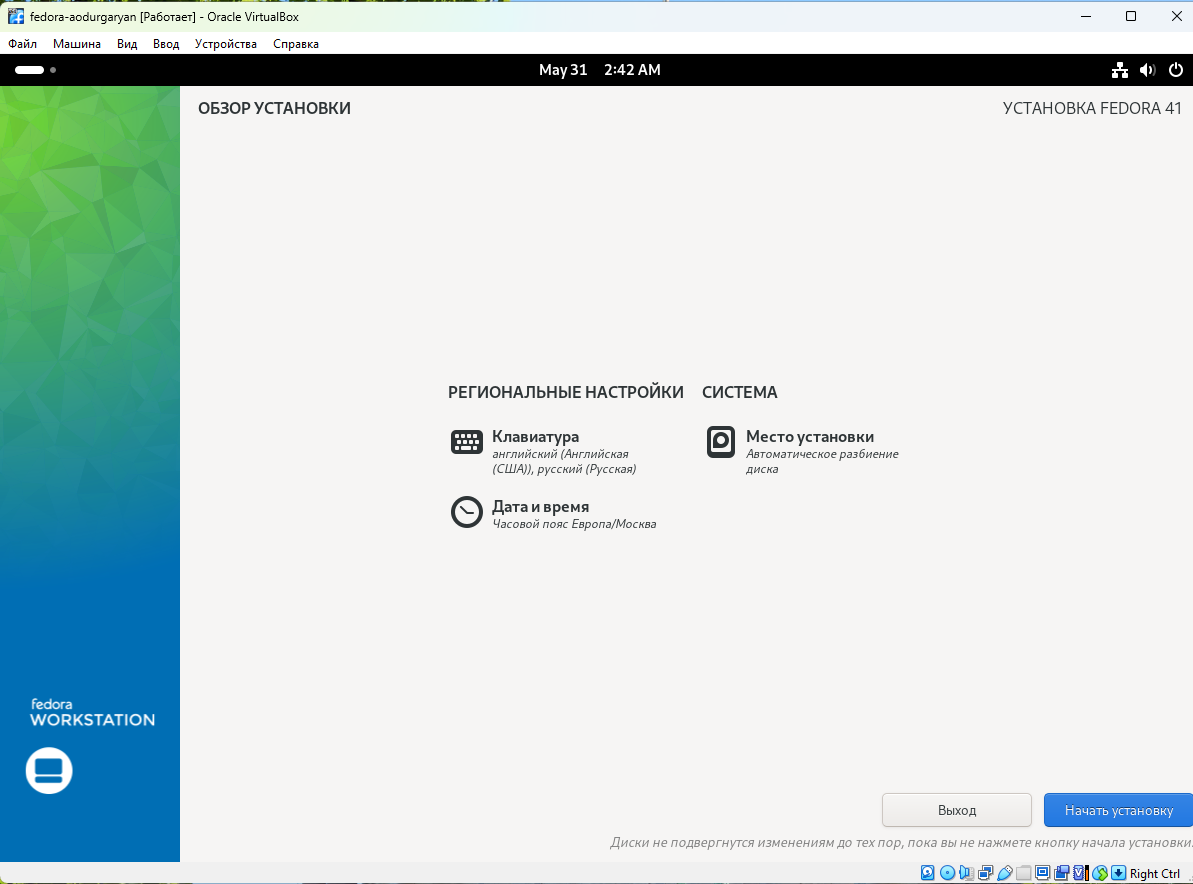 fedora-aodurgaryan [Работает] - Oracle VirtualBox
Файл Машина Вид Ввод Устройства Справка
May 31 2:42 AM
ОБЗОР УСТАНОВКИ
УСТАНОВКА FEDORA 41
РЕГИОНАЛЬНЫЕ НАСТРОЙКИ
Клавиатура
английский (Английская
(США)), русский (Русская)
Дата и время
Часовой пояс Европа/Москва
СИСТЕМА
Место установки
Автоматическое разбиение
диска
fedora
WORKSTATION
Выход
Начать установку
Диски не подвергнутся изменениям до тех пор, пока вы не нажмете кнопку начала установки.
Right Ctrl